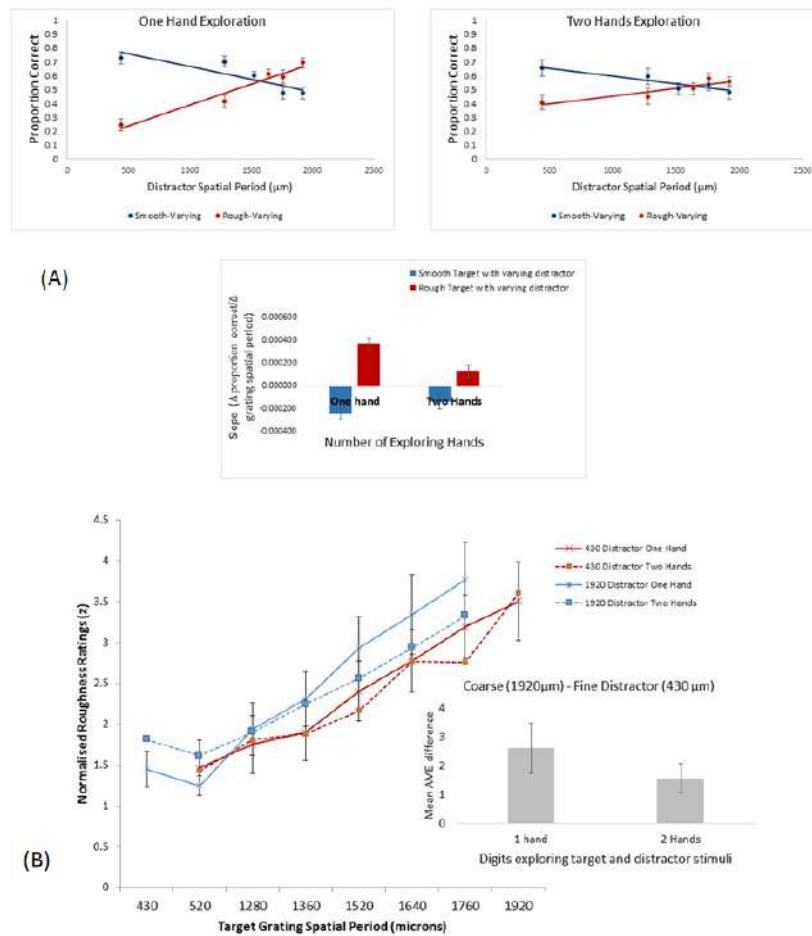 One Hand Exploration
Proportion Correct
1
0.9
0.8
0.7
0.6
0.5
0.4
0.3
0.2
0.1
0
0 500 1000 1500 2000 2500
Distractor Spatial Period (µm)
Smooth-Varying Rough-Varying
Two Hands Exploration
Proportion Correct
1
0.9
0.8
0.7
0.6
0.5
0.4
0.3
0.2
0.1
0
0 500 1000 1500 2000 2500
Distractor Spatial Period (µm)
Smooth-Varying Rough-Varying
(A)
Smooth Target with varying distractor
Rough Target with varying distractor
Slope (Δ proportion correct/Δ
grating spatial period)
0.000600
0.000400
0.000200
0.000000
-0.000200
-0.000400
One hand Two Hands
Number of Exploring Hands
Normalised Roughness Ratings (z)
4.5
4
3.5
3
2.5
2
1.5
1
0.5
0
430 520 1280 1360 1520 1640 1760 1920
Target Grating Spatial Period (microns)
430 Distractor One Hand
430 Distractor Two Hands
1920 Distractor One Hand
1920 Distractor Two Hands
Coarse (1920µm) - Fine Distractor (430 µm)
Mean AME difference
4
3
2
1
0
1 hand 2 Hands
Digits exploring target and distractor stimuli
(B)